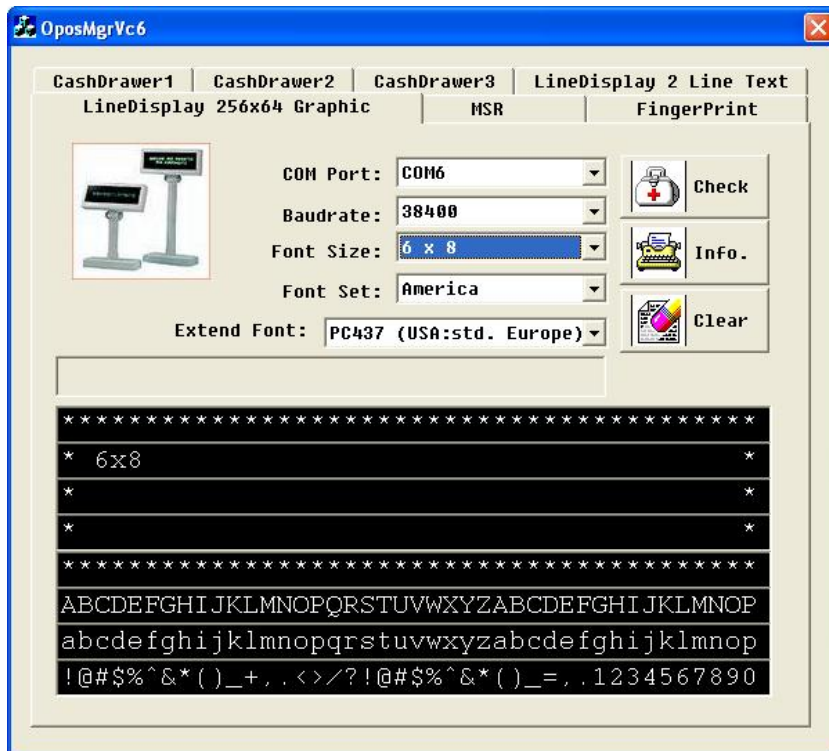 OposMgrVc6
CashDrawer1 CashDrawer2 CashDrawer3 LineDisplay 2 Line Text
LineDisplay 256x64 Graphic MSR FingerPrint
COM Port: COM6
Check
Baudrate: 38400
Font Size: 6 x 8
Info.
Font Set: America
Clear
Extend Font: PC437 (USA:std. Europe)
******************************************
* 6x8 *
* *
* *
******************************************
ABCDEFGHIJKLMNOPQRSTUVWXYZABCDEFGHIJKLMNOP
abcdefghijklmnopqrstuvwxyzabcdefghijklmnop
!@#$%^&*()_+,.<>/?!@#$%^&*()_=,.1234567890